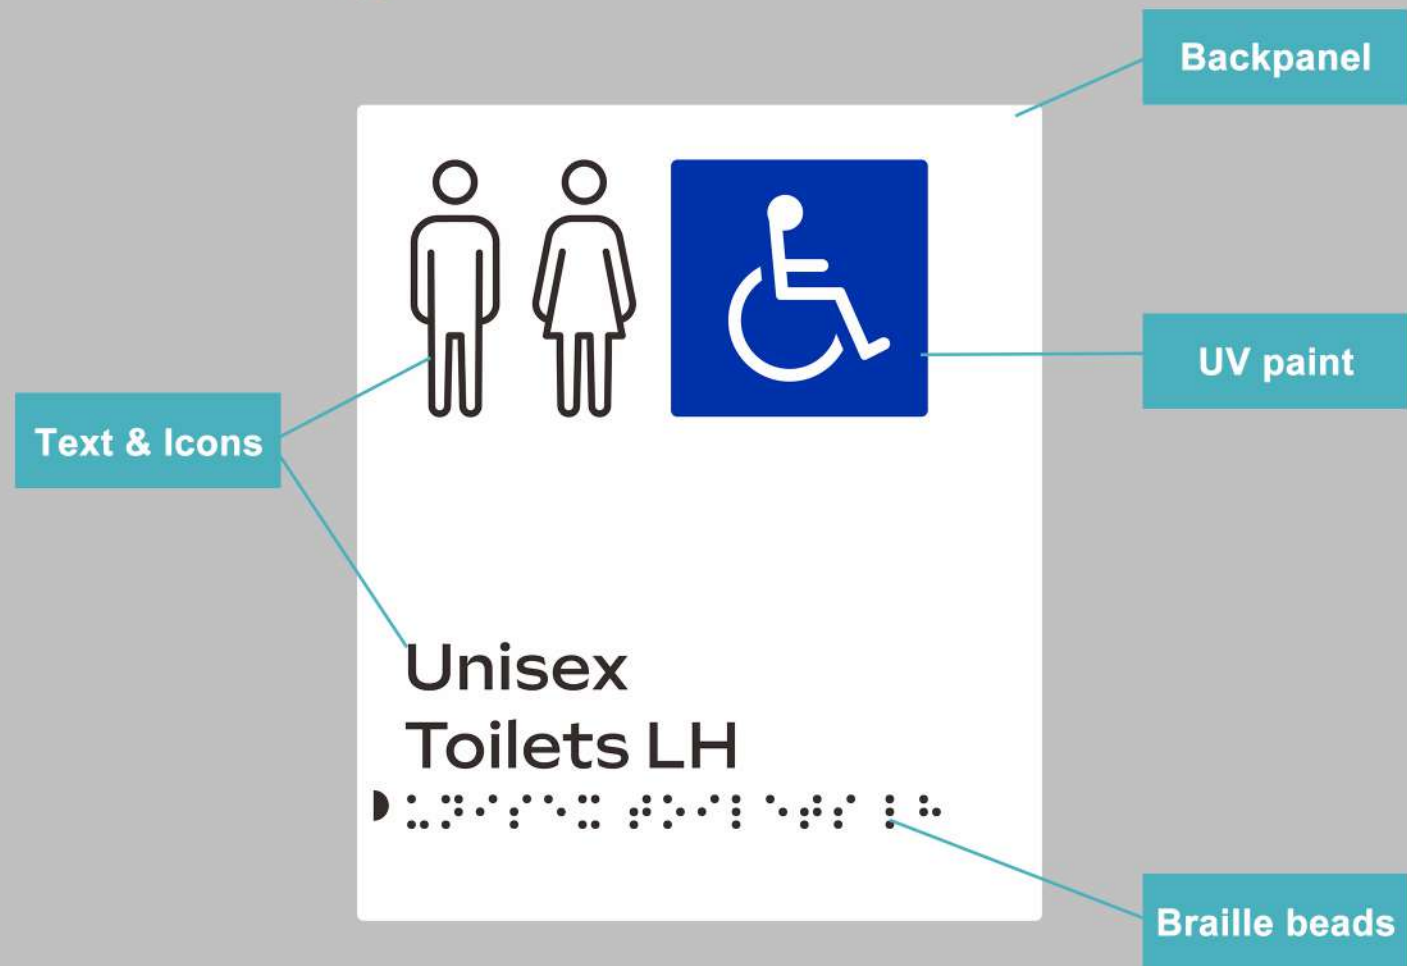 Backpanel
UV paint
Text & Icons
Unisex
Toilets LH
⠥⠝⠊⠎⠑⠭ ⠞⠕⠊⠇⠑⠞⠎ ⠇⠓
Braille beads